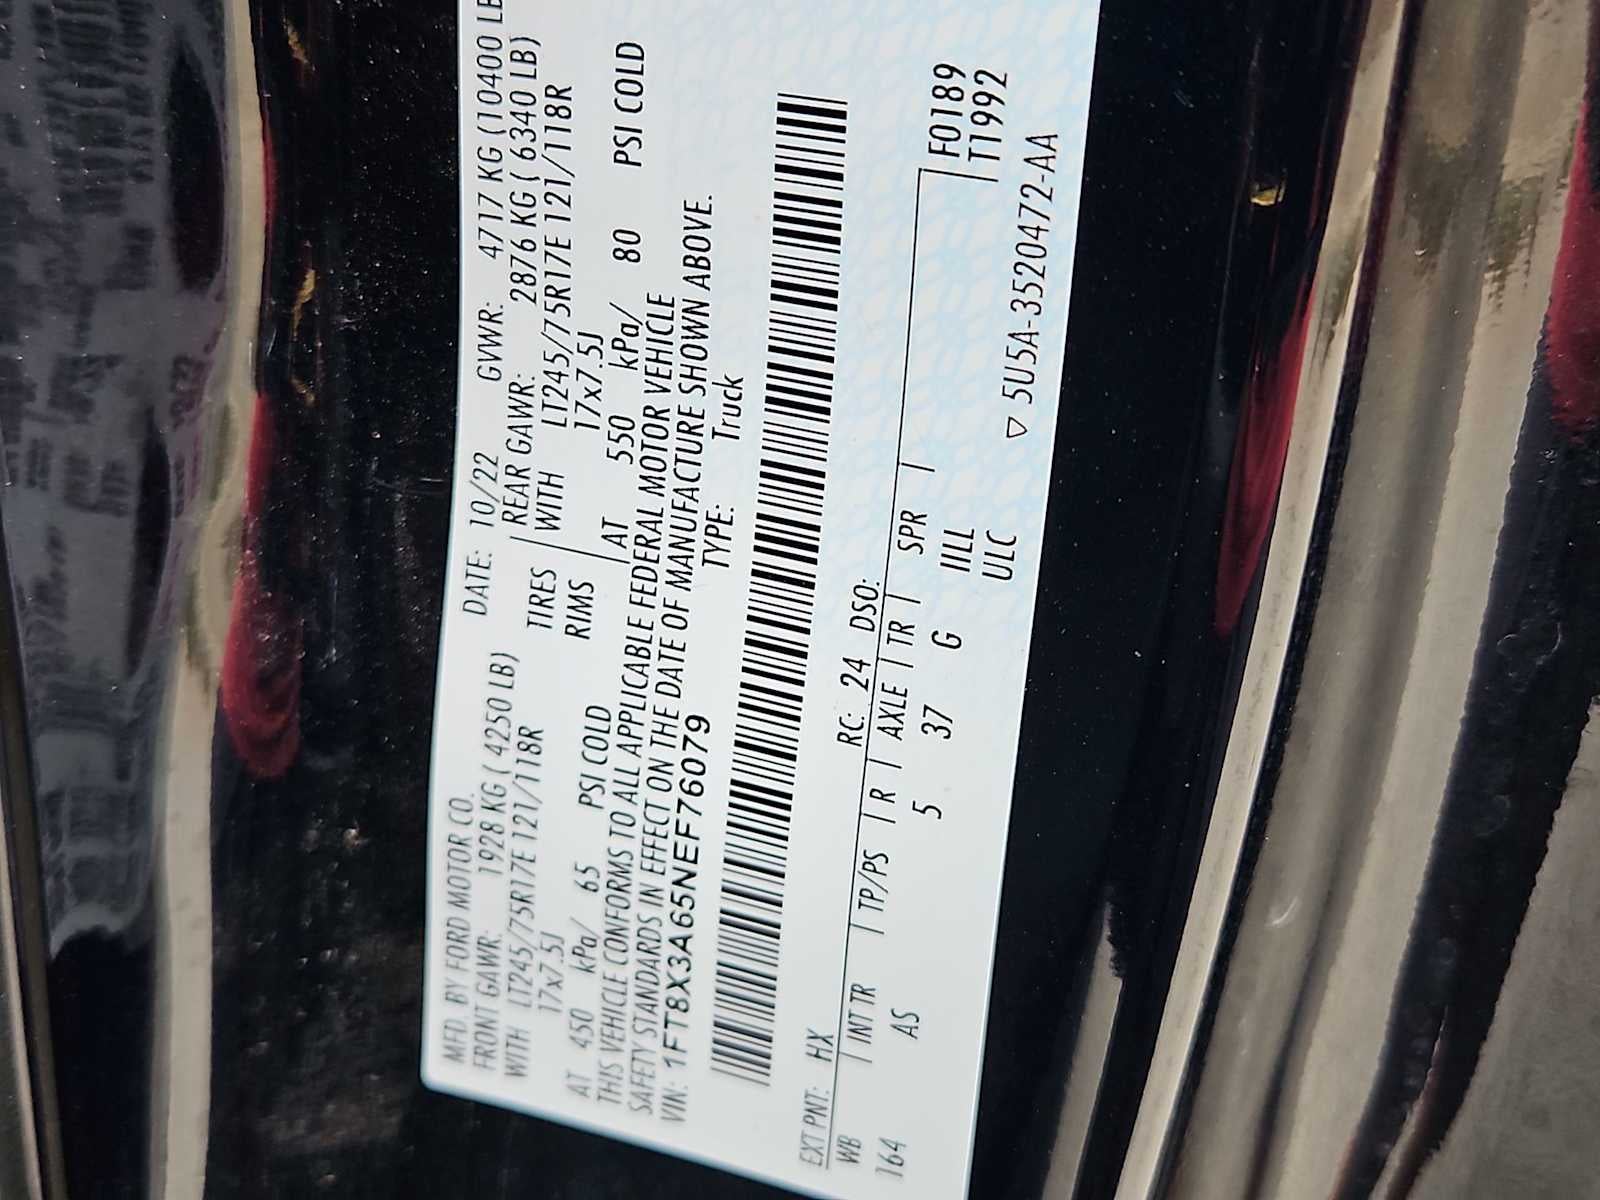 MFD. BY FORD MOTOR CO. DATE: 10/22 GVWR: 4717 KG (10400 LB
FRONT GAWR: 1928 KG ( 4250 LB) REAR GAWR: 2876 KG ( 6340 LB)
WITH LT245/75R17E 121/118R TIRES WITH LT245/75R17E 121/118R
17x7.5J RIMS 17x7.5J
AT 450 kPa/ 65 PSI COLD AT 550 kPa/ 80 PSI COLD
THIS VEHICLE CONFORMS TO ALL APPLICABLE FEDERAL MOTOR VEHICLE
SAFETY STANDARDS IN EFFECT ON THE DATE OF MANUFACTURE SHOWN ABOVE.
VIN: 1FT8X3A65NEF76079 TYPE: Truck
EXT PNT: HX RC: 24 DSO:
WB INT TR TP/PS R AXLE TR SPR F0189
164 AS 5 37 G IILL T1992
ULC ▽ 5U5A-3520472-AA